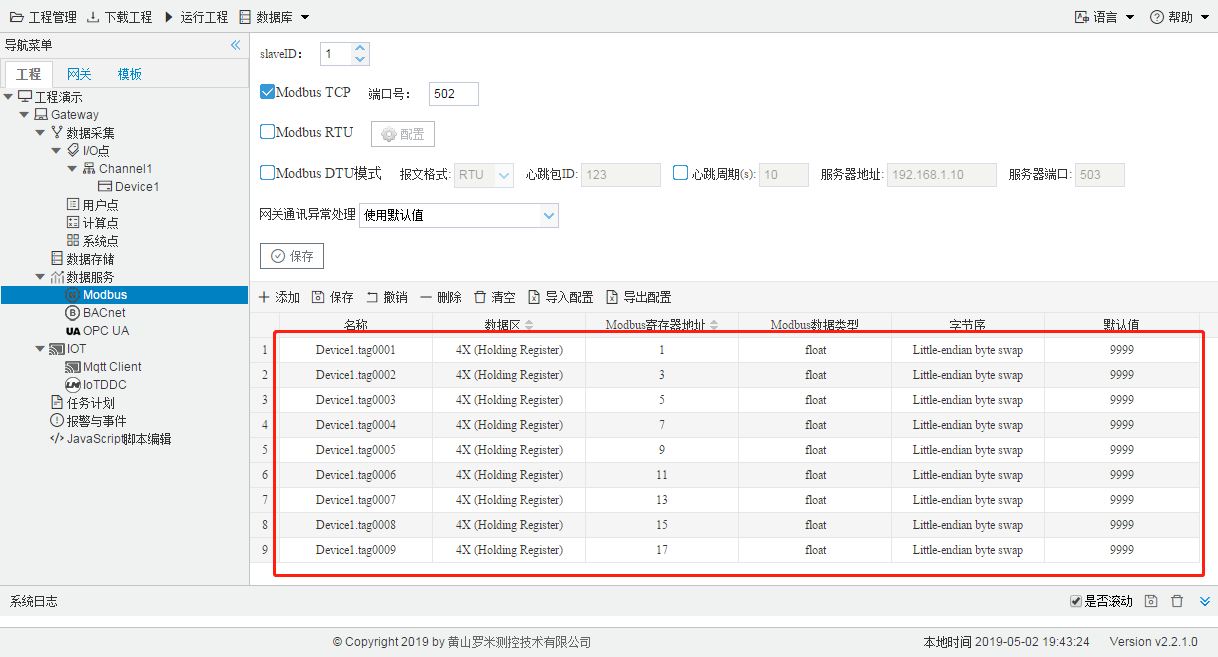 工程管理 下载工程 运行工程 数据库 语言 帮助
导航菜单
工程 网关 模板
工程演示
Gateway
数据采集
I/O点
Channel1
Device1
用户点
计算点
系统点
数据存储
数据服务
Modbus
BACnet
OPC UA
IOT
Mqtt Client
IoTDDC
任务计划
报警与事件
JavaScript脚本编辑
slaveID: 1
Modbus TCP 端口号: 502
Modbus RTU 配置
Modbus DTU模式 报文格式: RTU 心跳包ID: 123 心跳周期(s): 10 服务器地址: 192.168.1.10 服务器端口: 503
网关通讯异常处理 使用默认值
保存
添加 保存 撤销 删除 清空 导入配置 导出配置
名称 数据区 Modbus寄存器地址 Modbus数据类型 字节序 默认值
1 Device1.tag0001 4X (Holding Register) 1 float Little-endian byte swap 9999
2 Device1.tag0002 4X (Holding Register) 3 float Little-endian byte swap 9999
3 Device1.tag0003 4X (Holding Register) 5 float Little-endian byte swap 9999
4 Device1.tag0004 4X (Holding Register) 7 float Little-endian byte swap 9999
5 Device1.tag0005 4X (Holding Register) 9 float Little-endian byte swap 9999
6 Device1.tag0006 4X (Holding Register) 11 float Little-endian byte swap 9999
7 Device1.tag0007 4X (Holding Register) 13 float Little-endian byte swap 9999
8 Device1.tag0008 4X (Holding Register) 15 float Little-endian byte swap 9999
9 Device1.tag0009 4X (Holding Register) 17 float Little-endian byte swap 9999
系统日志 是否滚动
© Copyright 2019 by 黄山罗米测控技术有限公司 本地时间 2019-05-02 19:43:24 Version v2.2.1.0